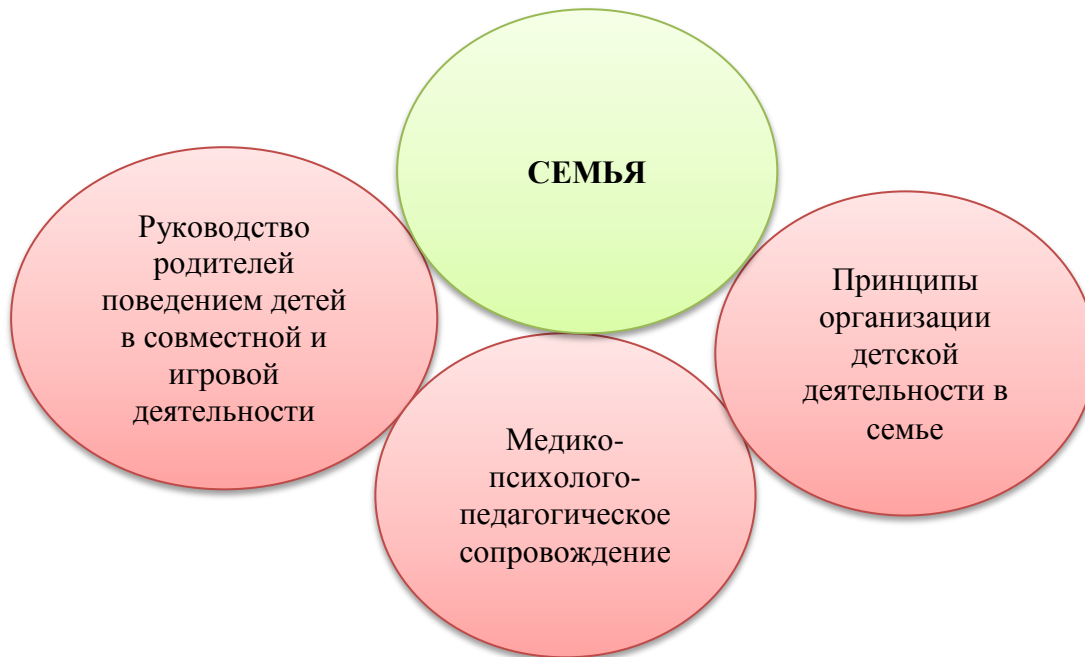 СЕМЬЯ
Руководство
родителей
поведением детей
в совместной и
игровой
деятельности
Принципы
организации
детской
деятельности в
семье
Медико-
психолого-
педагогическое
сопровождение